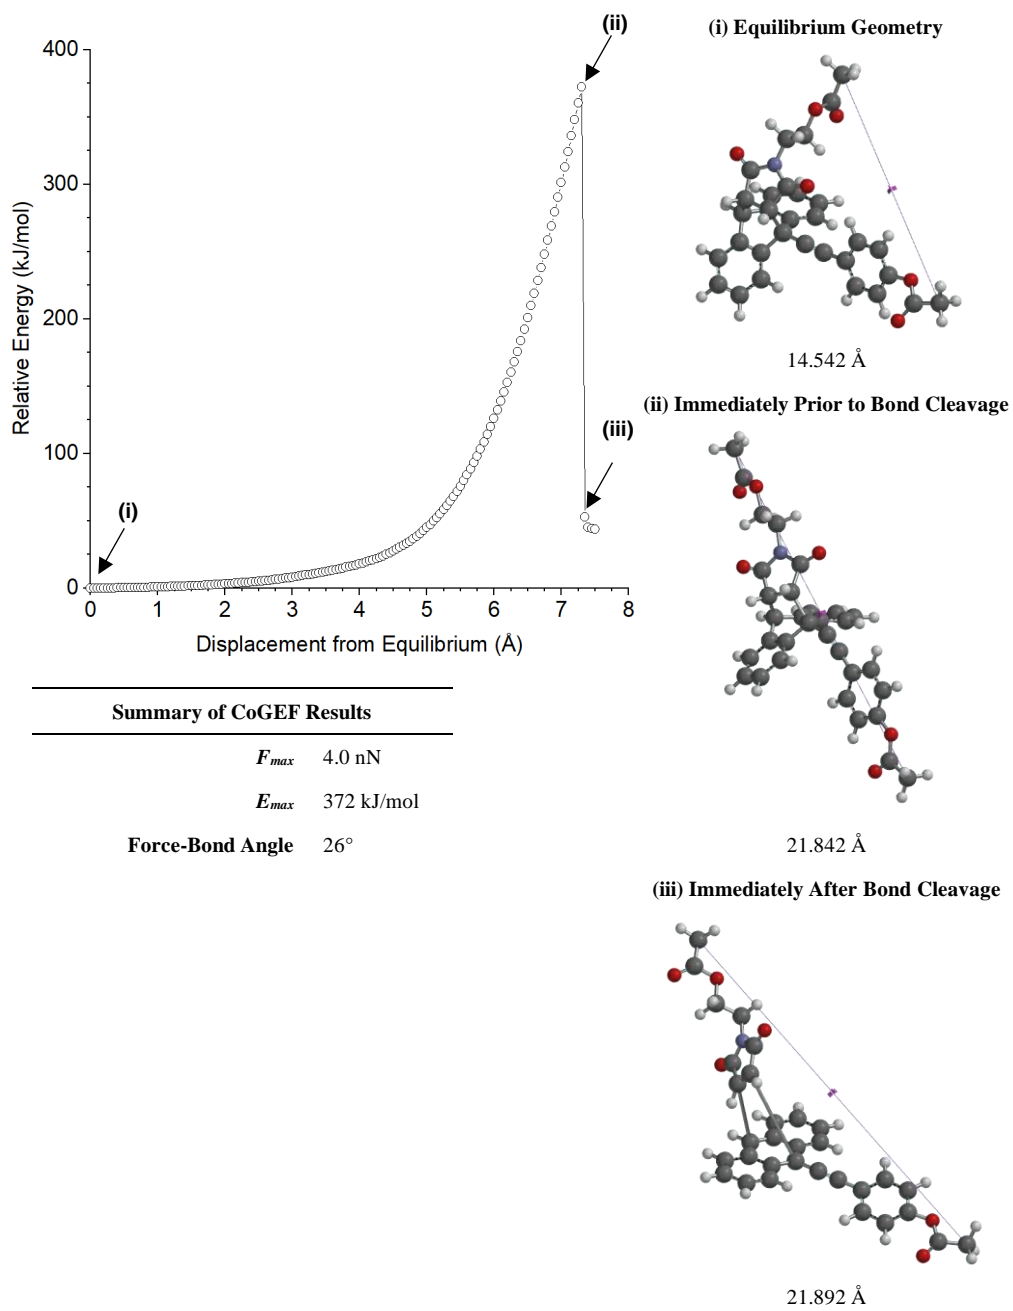 (ii)
400
300
200
100
0
Relative Energy (kJ/mol)
(i)
(iii)
0 1 2 3 4 5 6 7 8
Displacement from Equilibrium (Å)
Summary of CoGEF Results
Fmax 4.0 nN
Emax 372 kJ/mol
Force-Bond Angle 26°
(i) Equilibrium Geometry
14.542 Å
(ii) Immediately Prior to Bond Cleavage
21.842 Å
(iii) Immediately After Bond Cleavage
21.892 Å